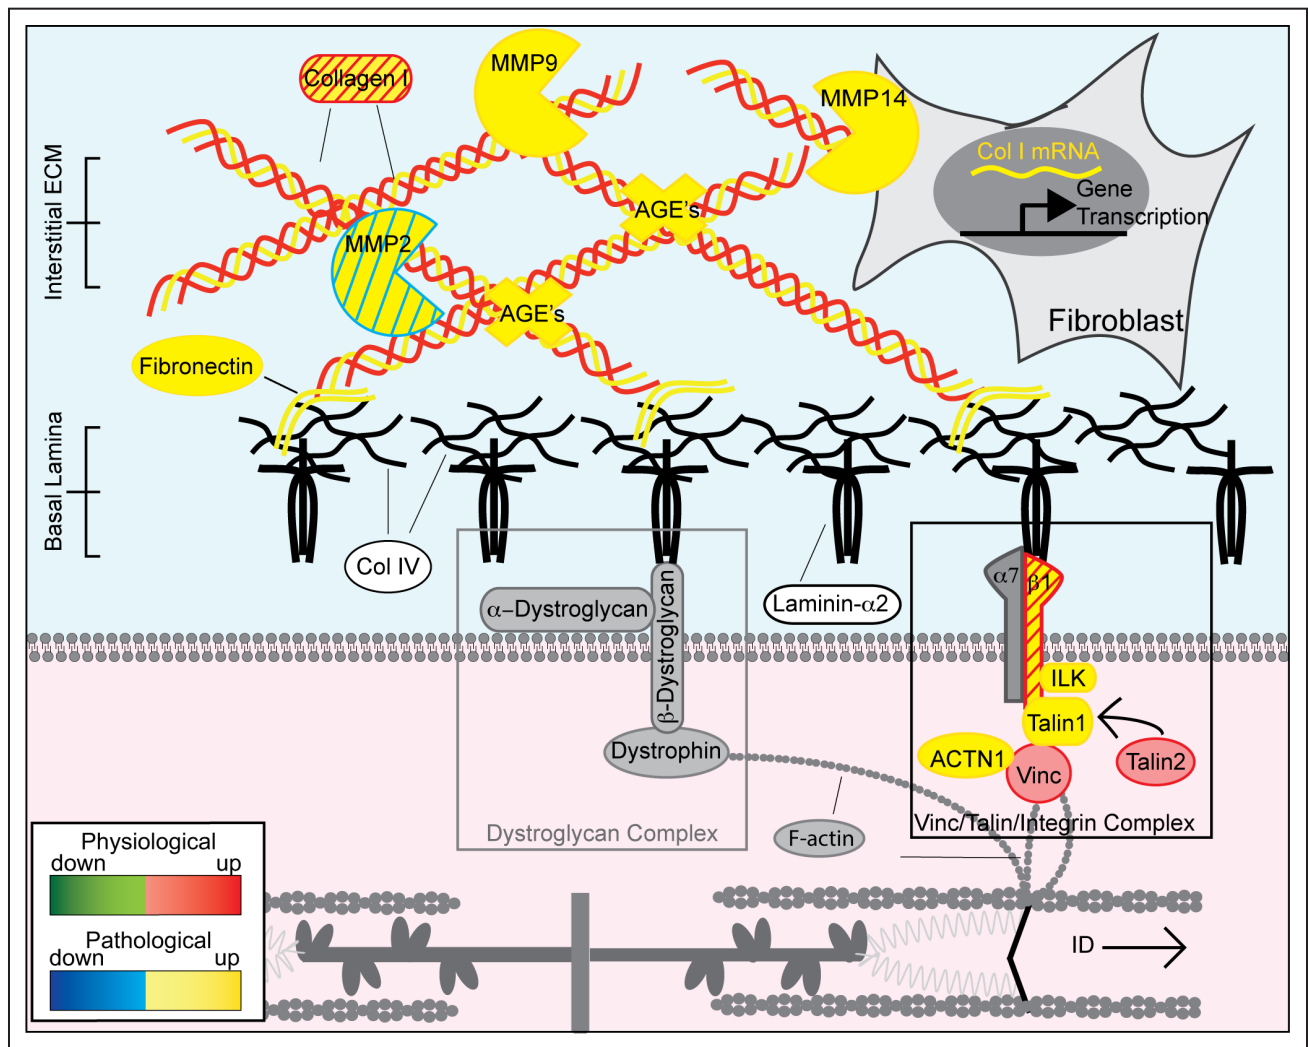 MMP9
Collagen I
MMP14
Col I mRNA
Gene
Transcription
AGE's
MMP2
AGE's
Interstitial ECM
Fibroblast
Fibronectin
Basal Lamina
Col IV
α7
β1
α–Dystroglycan
Laminin-α2
β-Dystroglycan
ILK
Talin1
Dystrophin
ACTN1
Vinc
Talin2
Dystroglycan Complex
F-actin
Vinc/Talin/Integrin Complex
Physiological
down up
Pathological
down up
ID